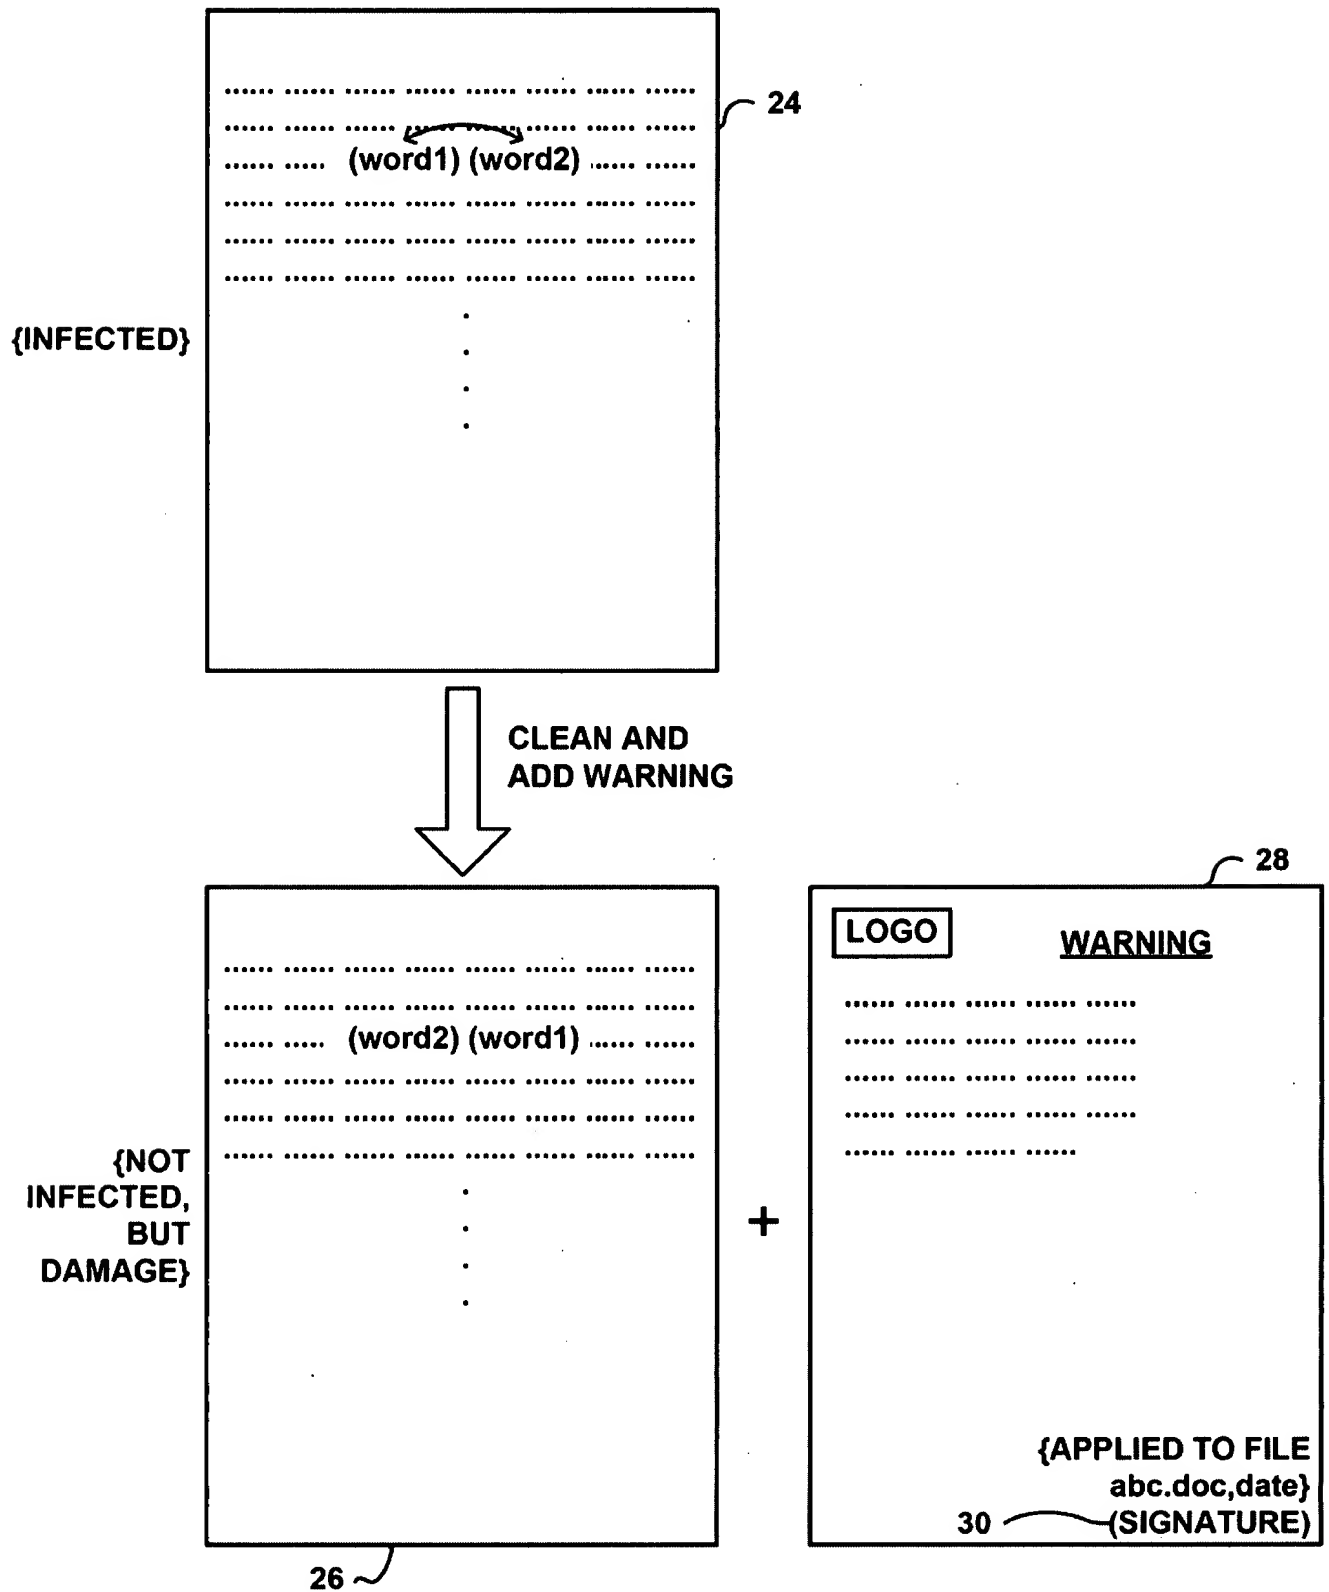 24
(word1) (word2)
{INFECTED}
CLEAN AND
ADD WARNING
28
LOGO WARNING
(word2) (word1)
{NOT
INFECTED,
BUT
DAMAGE}
+
{APPLIED TO FILE
abc.doc,date}
30 (SIGNATURE)
26